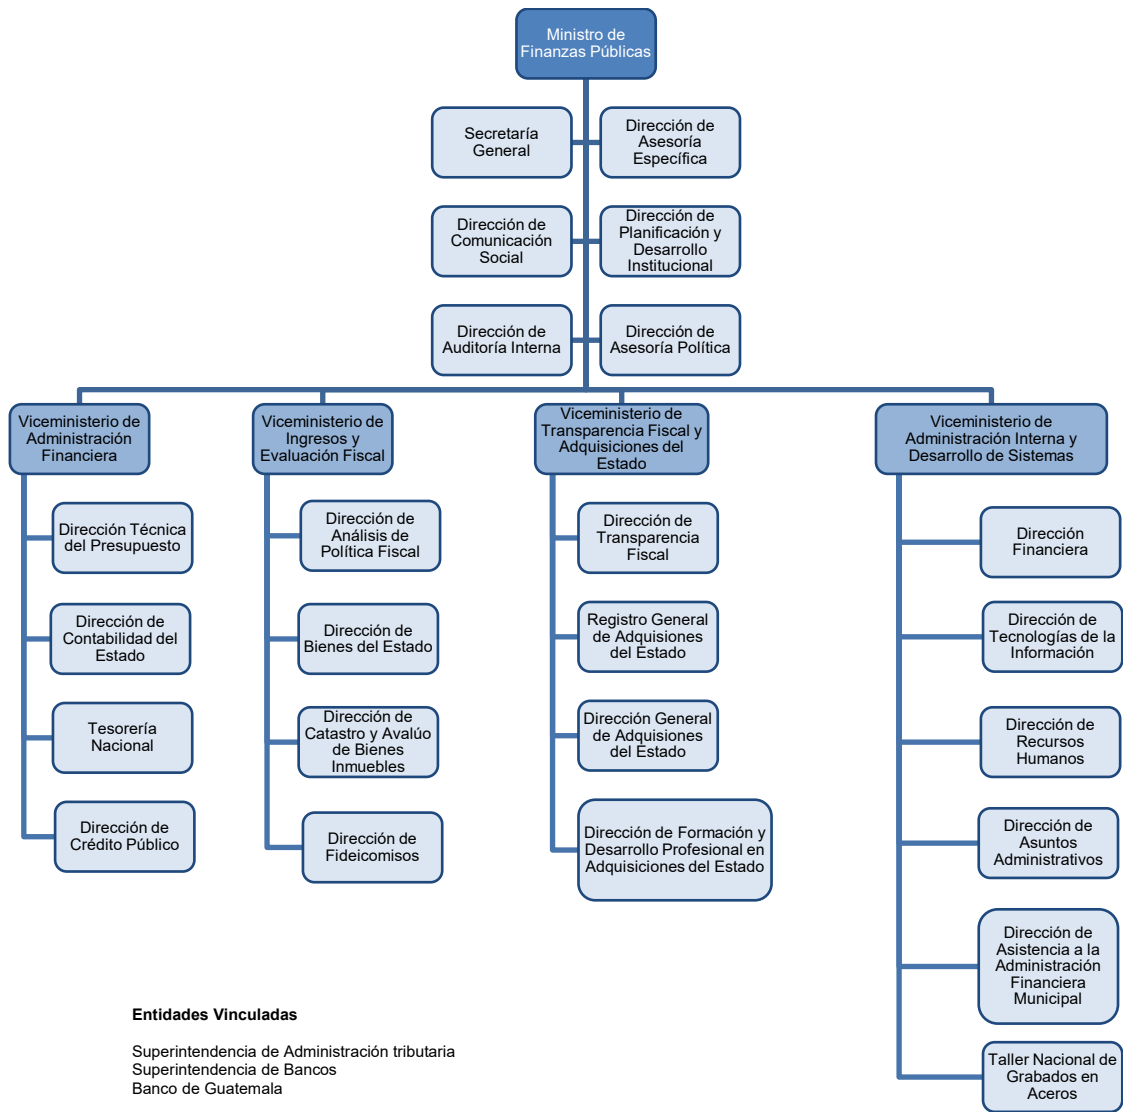 Ministro de
Finanzas Públicas
Secretaría
General
Dirección de
Asesoría
Específica
Dirección de
Comunicación
Social
Dirección de
Planificación y
Desarrollo
Institucional
Dirección de
Auditoría Interna
Dirección de
Asesoría Política
Viceministerio de
Administración
Financiera
Dirección Técnica
del Presupuesto
Dirección de
Contabilidad del
Estado
Tesorería
Nacional
Dirección de
Crédito Público
Viceministerio de
Ingresos y
Evaluación Fiscal
Dirección de
Análisis de
Política Fiscal
Dirección de
Bienes del Estado
Dirección de
Catastro y Avalúo
de Bienes
Inmuebles
Dirección de
Fideicomisos
Viceministerio de
Transparencia Fiscal y
Adquisiciones del
Estado
Dirección de
Transparencia
Fiscal
Registro General
de Adquisiones
del Estado
Dirección General
de Adquisiones
del Estado
Dirección de Formación y
Desarrollo Profesional en
Adquisiciones del Estado
Viceministerio de
Administración Interna y
Desarrollo de Sistemas
Dirección
Financiera
Dirección de
Tecnologías de la
Información
Dirección de
Recursos
Humanos
Dirección de
Asuntos
Administrativos
Dirección de
Asistencia a la
Administración
Financiera
Municipal
Taller Nacional de
Grabados en
Aceros
Entidades Vinculadas
Superintendencia de Administración tributaria
Superintendencia de Bancos
Banco de Guatemala